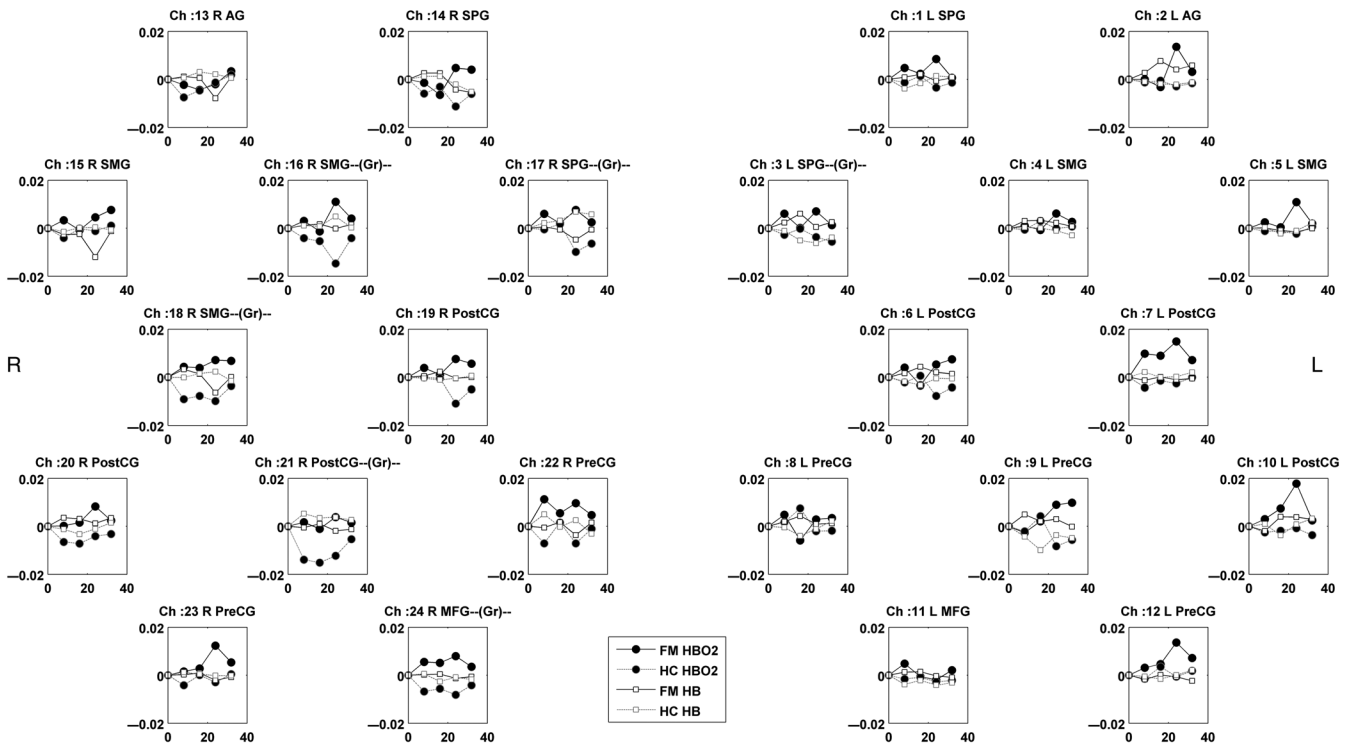 Ch :13 R AG
Ch :14 R SPG
Ch :1 L SPG
Ch :2 L AG
0.02 0.02 0.02 0.02
0 0 0 0
—0.02 —0.02 —0.02 —0.02
0 20 40 0 20 40 0 20 40 0 20 40
Ch :15 R SMG
Ch :16 R SMG--(Gr)--
Ch :17 R SPG--(Gr)--
Ch :3 L SPG--(Gr)--
Ch :4 L SMG
Ch :5 L SMG
0.02 0.02 0.02 0.02 0.02 0.02
0 0 0 0 0 0
—0.02 —0.02 —0.02 —0.02 —0.02 —0.02
0 20 40 0 20 40 0 20 40 0 20 40 0 20 40 0 20 40
Ch :18 R SMG--(Gr)--
Ch :19 R PostCG
Ch :6 L PostCG
Ch :7 L PostCG
0.02 0.02 0.02 0.02
R
L
0 0 0 0
—0.02 —0.02 —0.02 —0.02
0 20 40 0 20 40 0 20 40 0 20 40
Ch :20 R PostCG
Ch :21 R PostCG--(Gr)--
Ch :22 R PreCG
Ch :8 L PreCG
Ch :9 L PreCG
Ch :10 L PostCG
0.02 0.02 0.02 0.02 0.02 0.02
0 0 0 0 0 0
—0.02 —0.02 —0.02 —0.02 —0.02 —0.02
0 20 40 0 20 40 0 20 40 0 20 40 0 20 40 0 20 40
Ch :23 R PreCG
Ch :24 R MFG--(Gr)--
Ch :11 L MFG
Ch :12 L PreCG
0.02 0.02 0.02 0.02
0 0 0 0
—0.02 —0.02 —0.02 —0.02
0 20 40 0 20 40 0 20 40 0 20 40
FM HBO2
HC HBO2
FM HB
HC HB